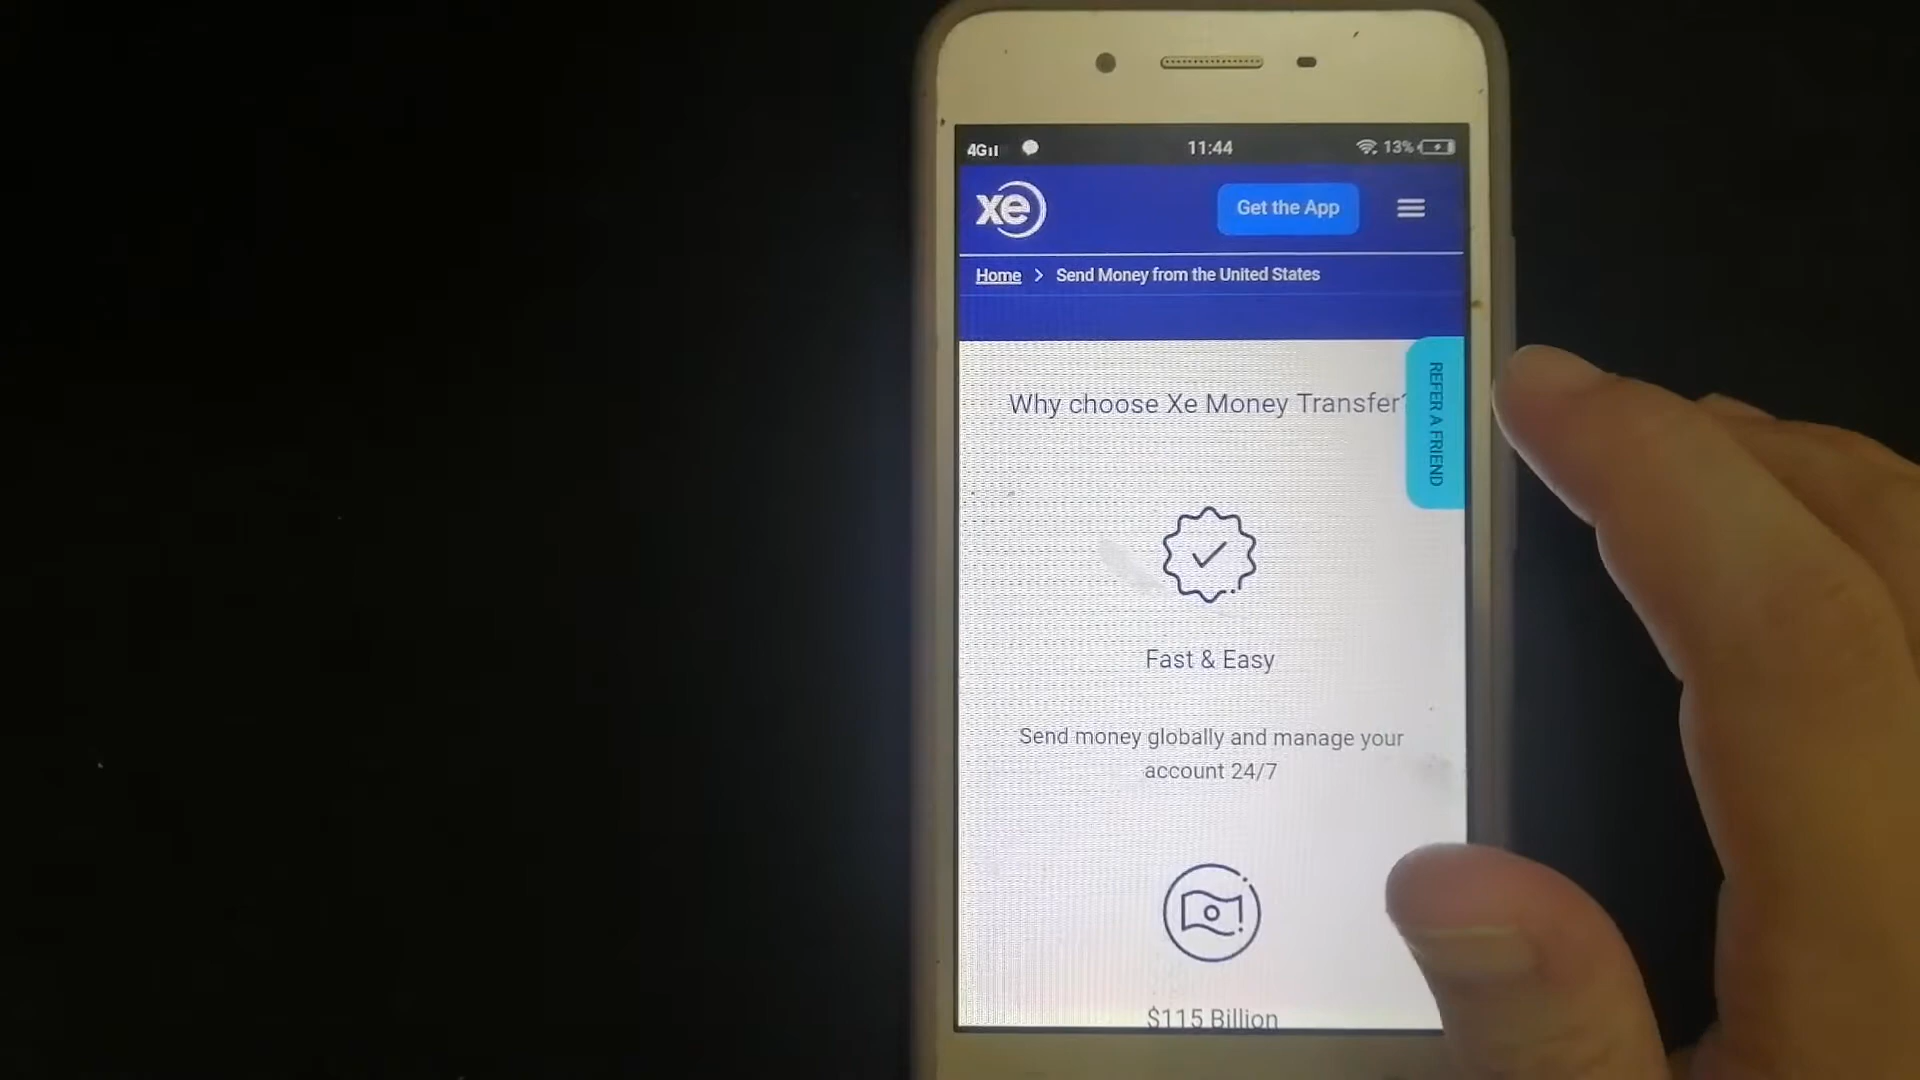 4G 11:44 13%
xe Get the App
Home > Send Money from the United States
REFER A FRIEND
Why choose Xe Money Transfer?
Fast & Easy
Send money globally and manage your
account 24/7
$115 Billion